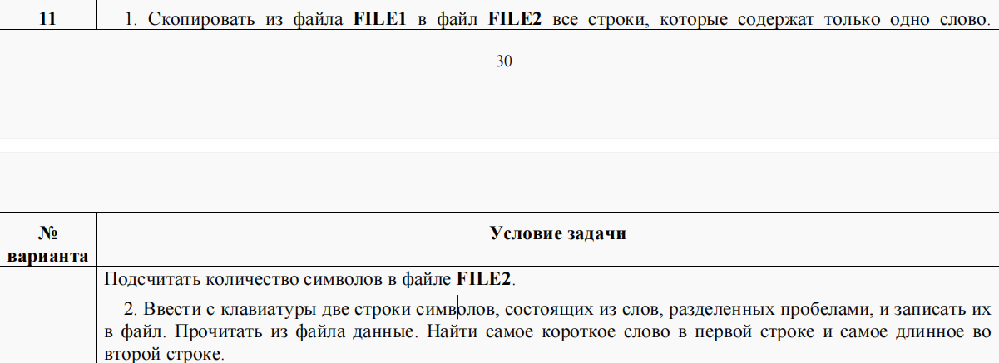 11 1. Скопировать из файла FILE1 в файл FILE2 все строки, которые содержат только одно слово.
30
№ варианта Условие задачи
Подсчитать количество символов в файле FILE2.
2. Ввести с клавиатуры две строки символов, состоящих из слов, разделенных пробелами, и записать их
в файл. Прочитать из файла данные. Найти самое короткое слово в первой строке и самое длинное во
второй строке.